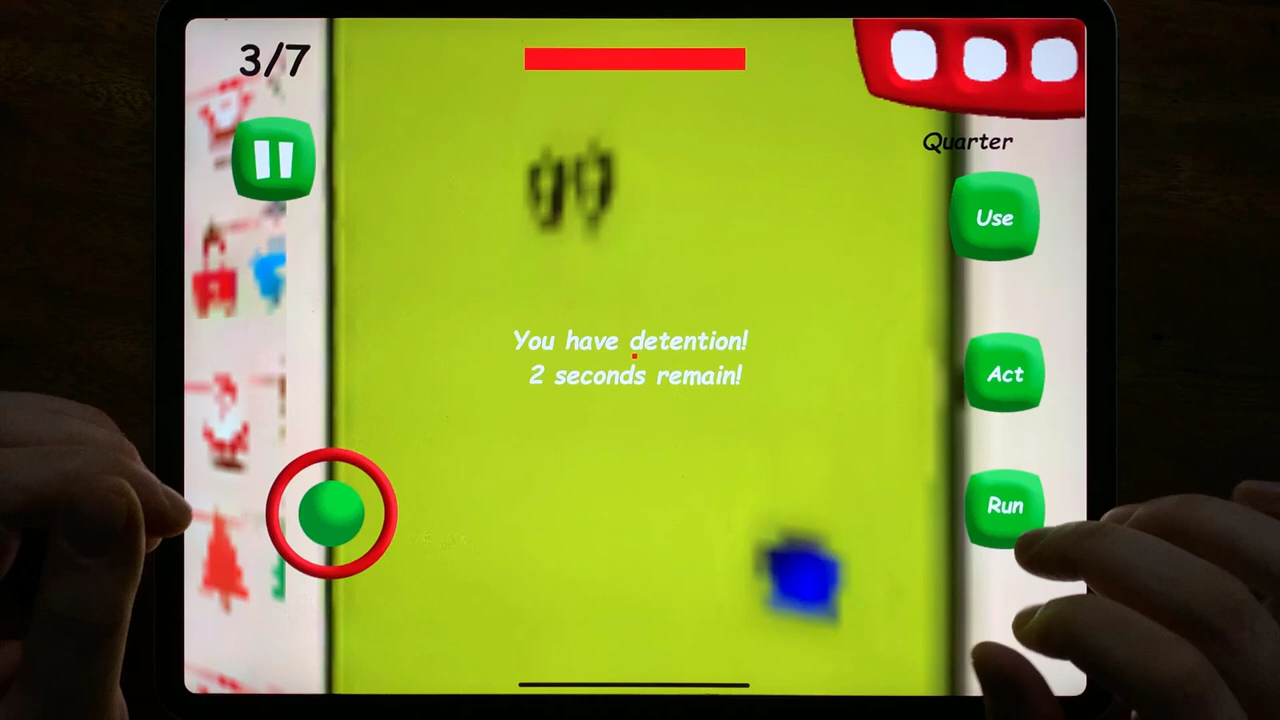 3/7
Quarter
Use
You have detention!
2 seconds remain!
Act
Run